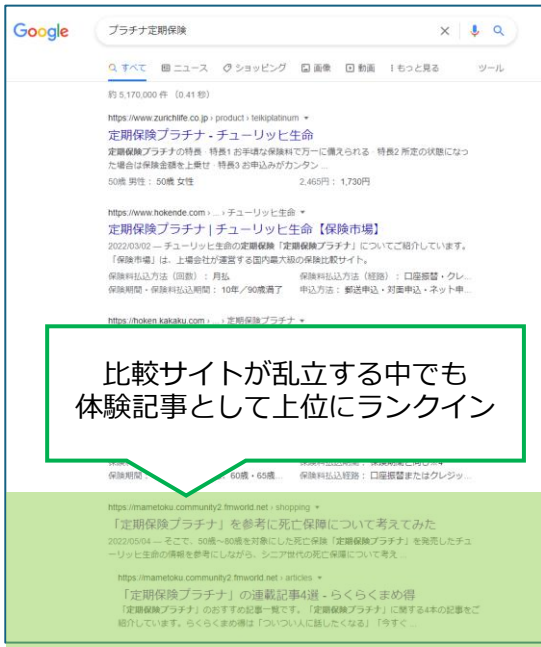 Google
プラチナ定期保険
すべて ニュース ショッピング 画像 動画 もっと見る ツール
約 5,170,000 件 (0.41 秒)
https://www.zurichlife.co.jp › product › teikiplatinum
定期保険プラチナ - チューリッヒ生命
定期保険プラチナの特長 · 特長1 お手頃な保険料で万一に備えられる · 特長2 所定の状態になっ
た場合は保険金額を上乗せ · 特長3 お申込みがカンタン ...
50歳 男性： 50歳 女性 2,465円： 1,730円
https://www.hokende.com › ... › チューリッヒ生命
定期保険プラチナ | チューリッヒ生命【保険市場】
2022/03/02 — チューリッヒ生命の定期保険「定期保険プラチナ」についてご紹介しています。
「保険市場」は、上場会社が運営する国内最大級の保険比較サイト。
保険料払込方法（回数）： 月払 保険料払込方法（経路）： 口座振替・クレ...
保険期間・保険料払込期間： 10年／90歳満了 申込方法： 郵送申込・対面申込・ネット申...
https://hoken.kakaku.com › ... › 定期保険プラチナ
比較サイトが乱立する中でも
体験記事として上位にランクイン
保険期間： 60歳・65歳... 保険料払込経路： 口座振替またはクレジッ...
https://mametoku.community2.fmworld.net › shopping
「定期保険プラチナ」を参考に死亡保障について考えてみた
2022/05/04 — そこで、50歳～80歳を対象にした死亡保険「定期保険プラチナ」を発売したチュ
ーリッヒ生命の情報を参考にしながら、シニア世代の死亡保障について考え ...
https://mametoku.community2.fmworld.net › articles
「定期保険プラチナ」の連載記事4選 - らくらくまめ得
「定期保険プラチナ」のおすすめ記事一覧です。「定期保険プラチナ」に関する4本の記事をご
紹介しています。らくらくまめ得は「ついつい人に話したくなる」「今すぐ ...